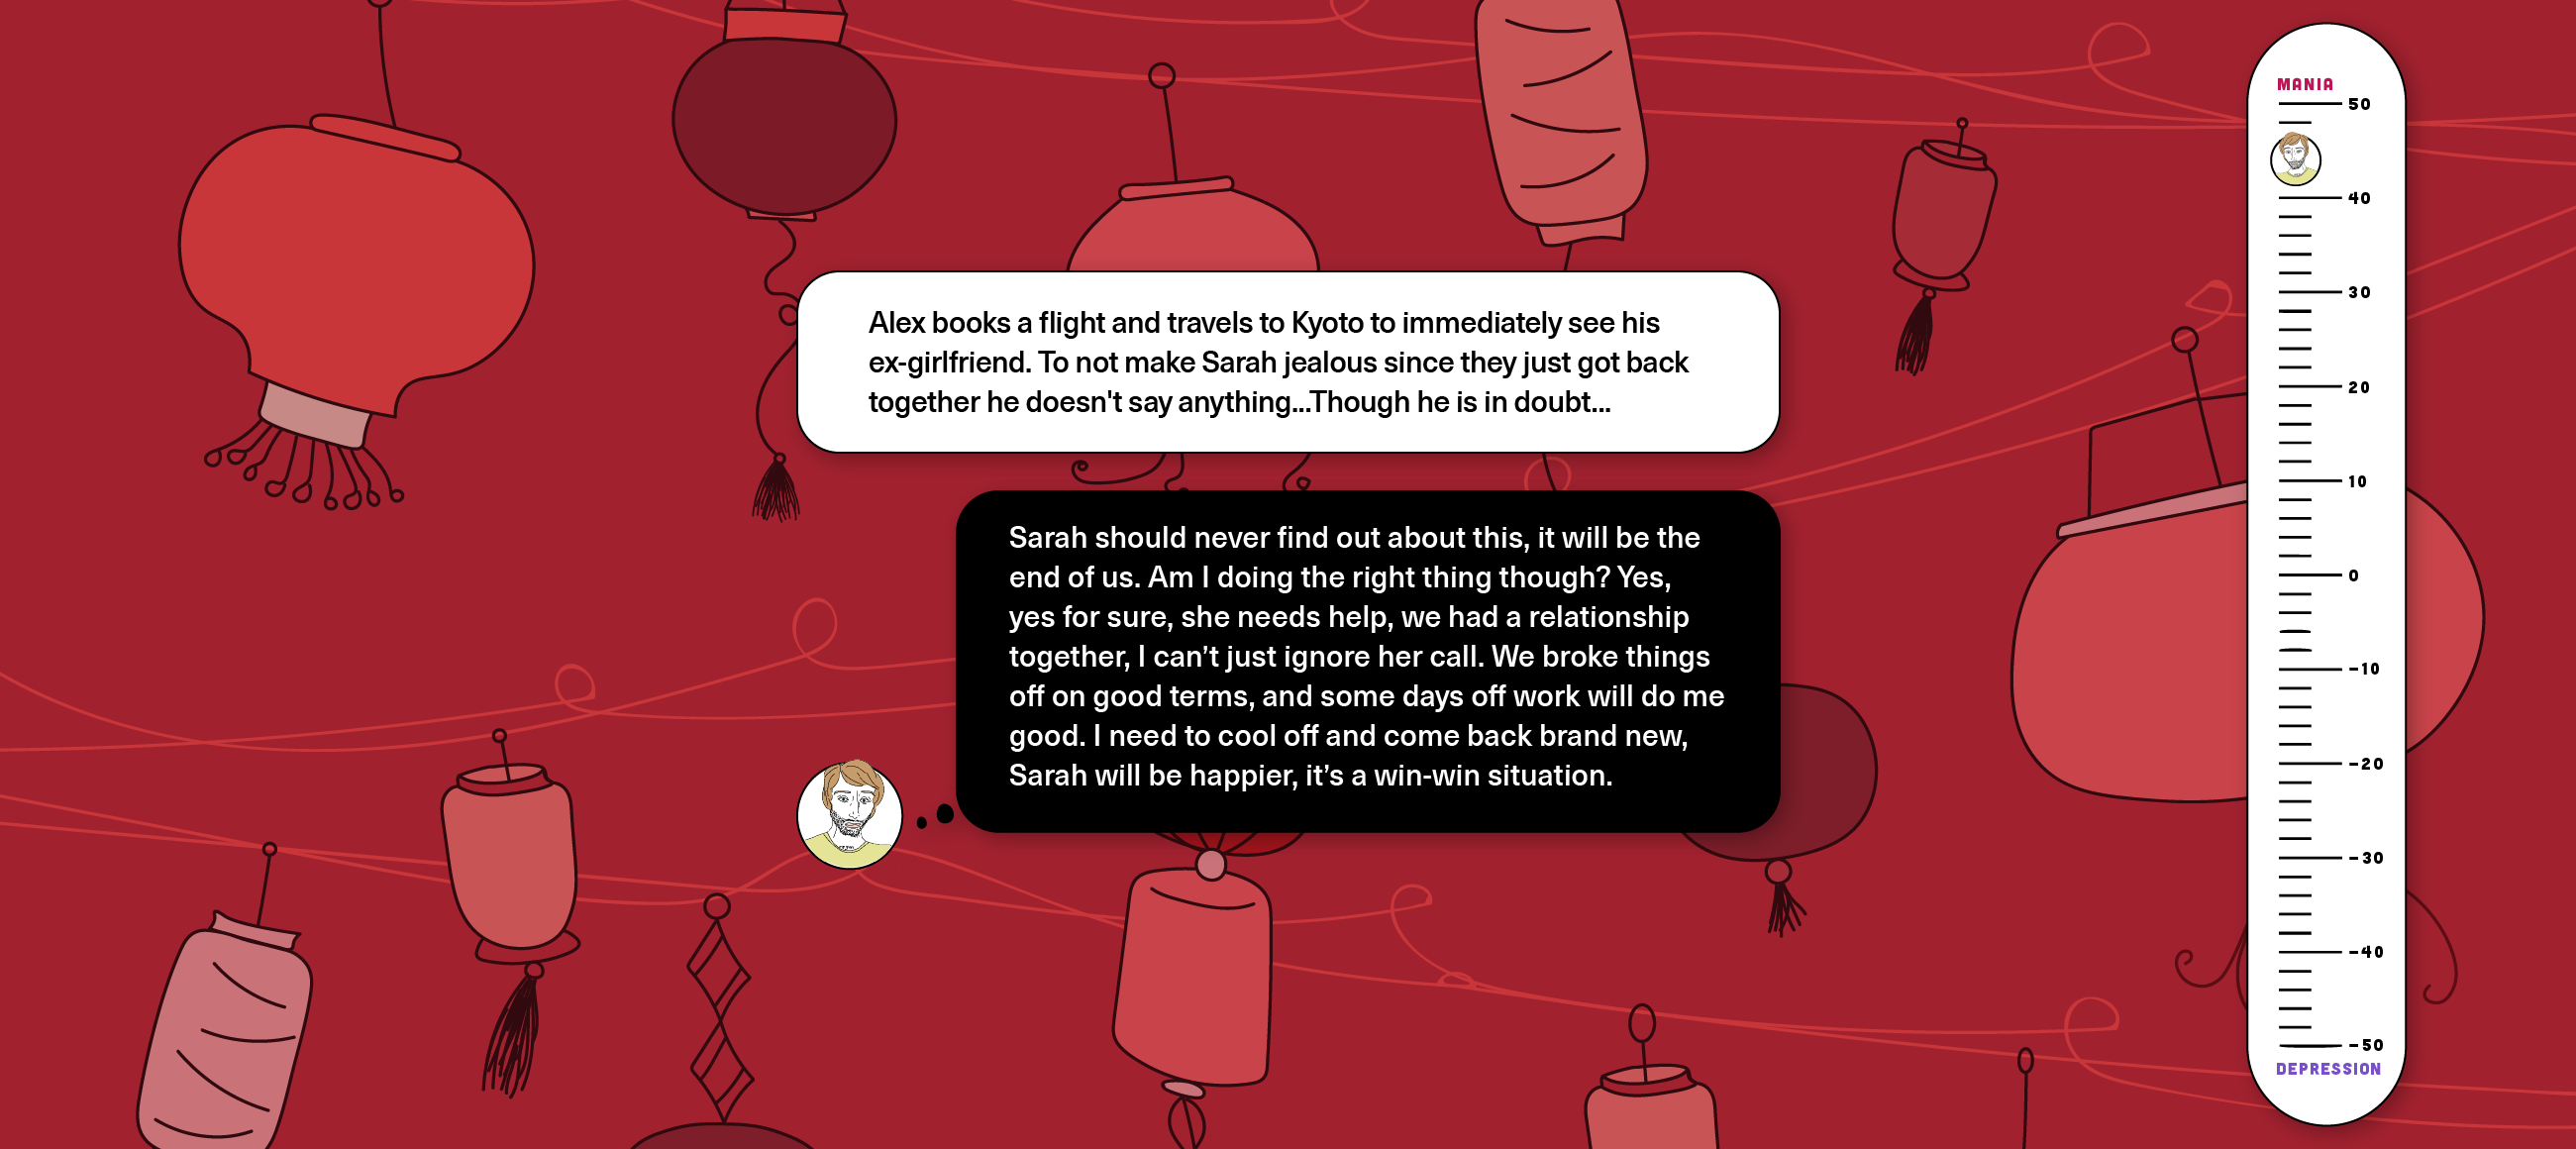 Alex books a flight and travels to Kyoto to immediately see his
ex-girlfriend. To not make Sarah jealous since they just got back
together he doesn't say anything...Though he is in doubt...
Sarah should never find out about this, it will be the
end of us. Am I doing the right thing though? Yes,
yes for sure, she needs help, we had a relationship
together, I can’t just ignore her call. We broke things
off on good terms, and some days off work will do me
good. I need to cool off and come back brand new,
Sarah will be happier, it’s a win-win situation.
MANIA
50
40
30
20
10
0
-10
-20
-30
-40
-50
DEPRESSION